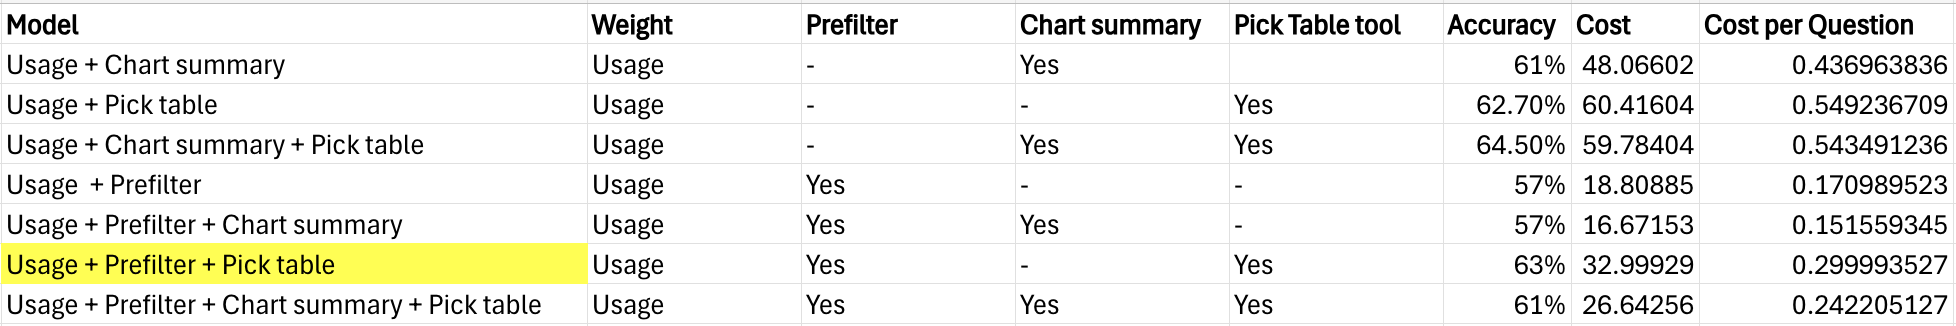 Model Weight Prefilter Chart summary Pick Table tool Accuracy Cost Cost per Question
Usage + Chart summary Usage - Yes 61% 48.06602 0.436963836
Usage + Pick table Usage - - Yes 62.70% 60.41604 0.549236709
Usage + Chart summary + Pick table Usage - Yes Yes 64.50% 59.78404 0.543491236
Usage  + Prefilter Usage Yes - - 57% 18.80885 0.170989523
Usage + Prefilter + Chart summary Usage Yes Yes - 57% 16.67153 0.151559345
Usage + Prefilter + Pick table Usage Yes - Yes 63% 32.99929 0.299993527
Usage + Prefilter + Chart summary + Pick table Usage Yes Yes Yes 61% 26.64256 0.242205127